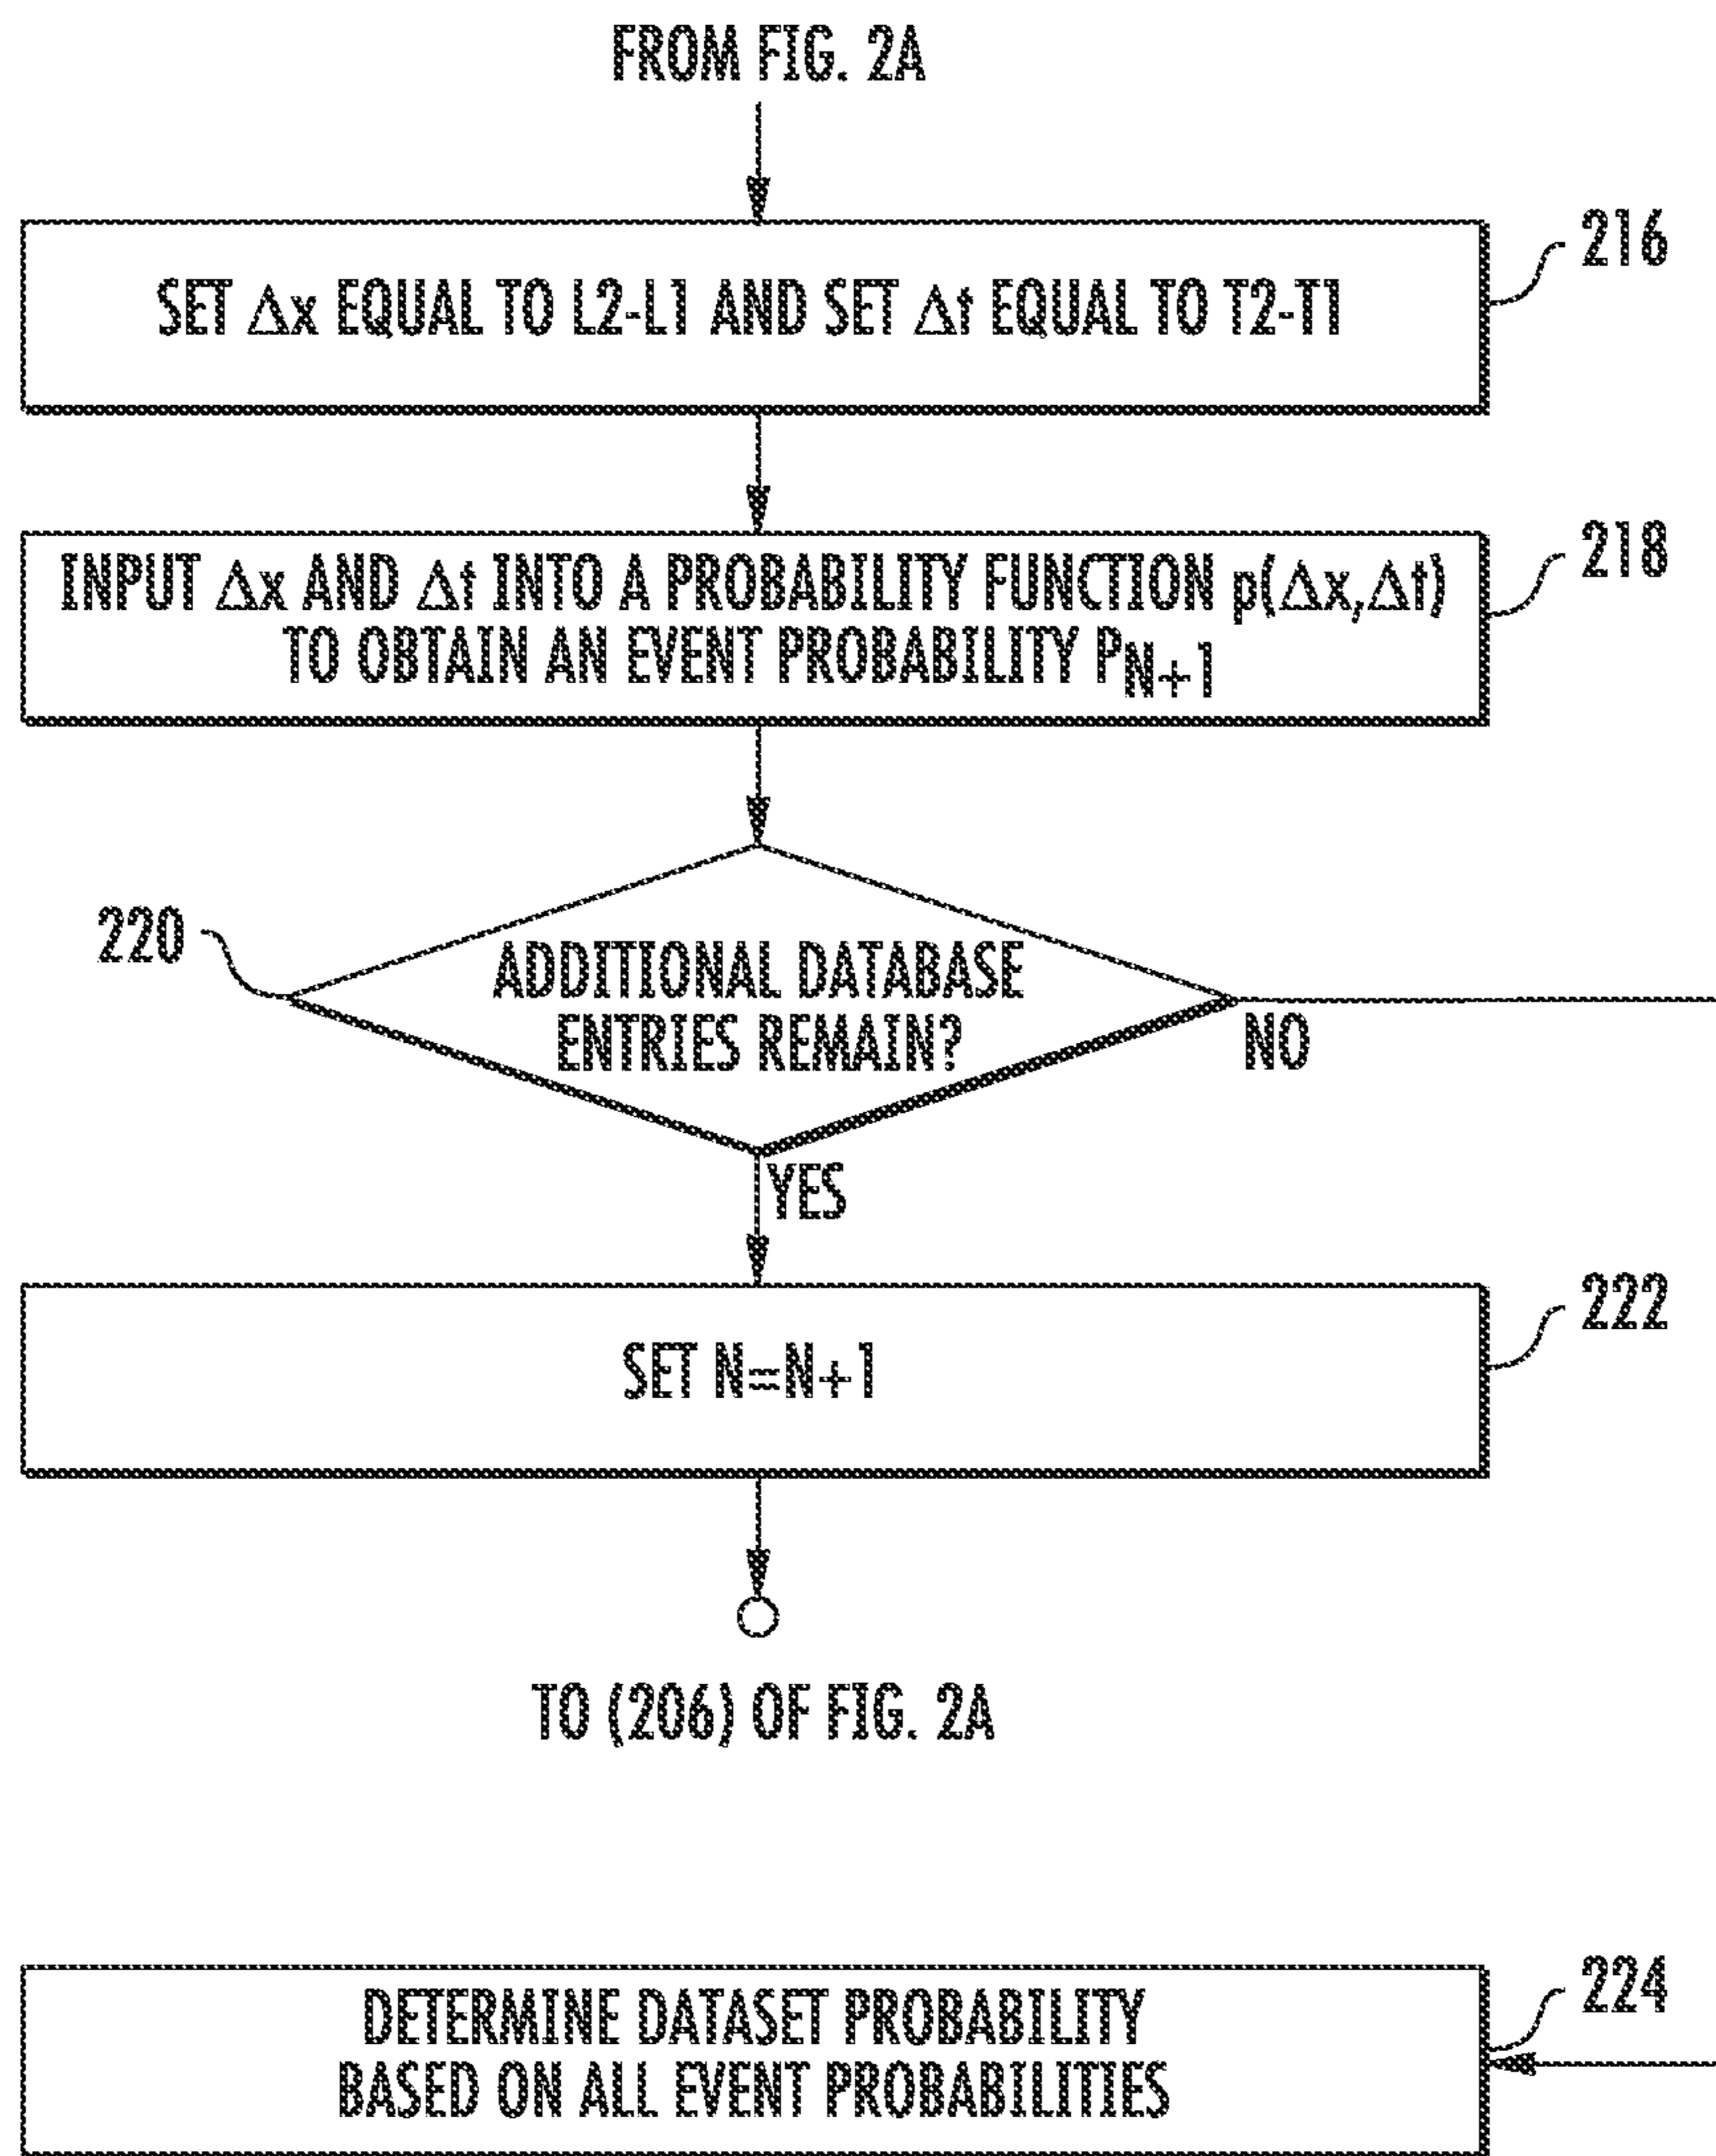 FROM FIG. 2A
216
SET Δx EQUAL TO L2-L1 AND SET Δt EQUAL TO T2-T1
218
INPUT Δx AND Δt INTO A PROBABILITY FUNCTION p(Δx,Δt)
TO OBTAIN AN EVENT PROBABILITY P_{N+1}
220
ADDITIONAL DATABASE
ENTRIES REMAIN?
NO
YES
222
SET N=N+1
TO (206) OF FIG. 2A
224
DETERMINE DATASET PROBABILITY
BASED ON ALL EVENT PROBABILITIES